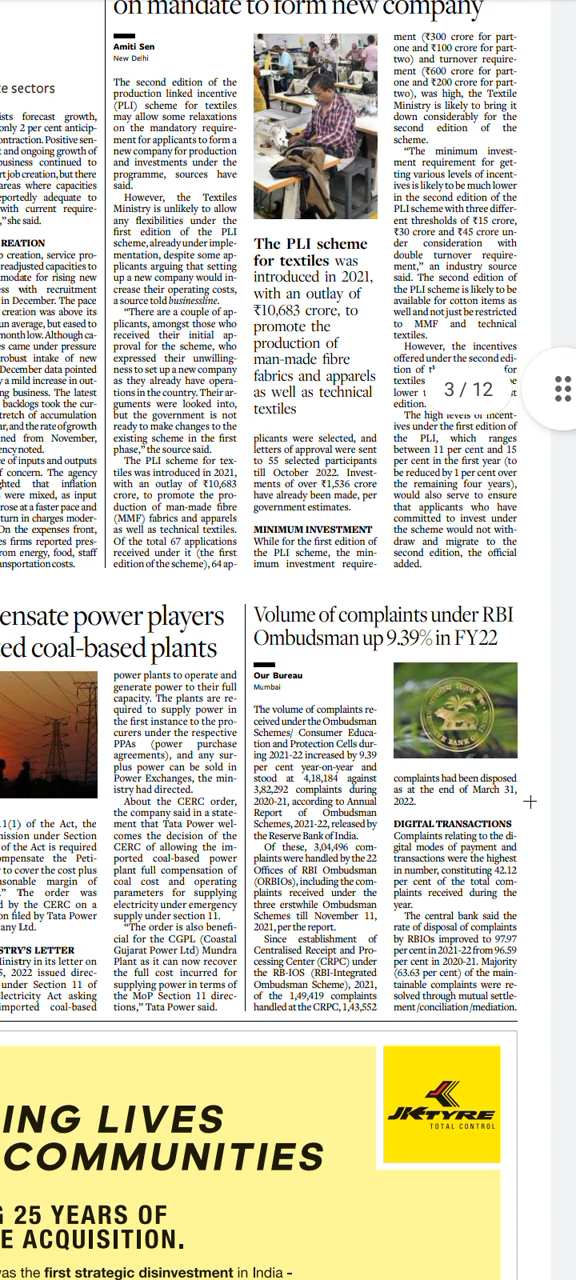 on mandate to form new company
te sectors
ists forecast growth,
only 2 per cent anticip-
ontraction. Positive sen-
t and ongoing growth of
business continued to
rt job creation, but there
areas where capacities
reportedly adequate to
with current require-
," she said.
REATION
b creation, service pro-
readjusted capacities to
modate for rising new
ess with recruitment
in December. The pace
creation was above its
un average, but eased to
month low. Although ca-
es came under pressure
robust intake of new
December data pointed
y a mild increase in out-
ng business. The latest
backlogs took the cur-
tretch of accumulation
ar, and the rate of growth
ned from November,
ency noted.
e of inputs and outputs
f concern. The agency
ghted that inflation
were mixed, as input
rose at a faster pace and
turn in charges moder-
On the expenses front,
es firms reported pres-
rom energy, food, staff
ansportation costs.
Amiti Sen
New Delhi
The second edition of the
production linked incentive
(PLI) scheme for textiles
may allow some relaxations
on the mandatory require-
ment for applicants to form a
new company for production
and investments under the
programme, sources have
said.
However, the Textiles
Ministry is unlikely to allow
any flexibilities under the
first edition of the PLI
scheme, already under imple-
mentation, despite some ap-
plicants arguing that setting
up a new company would in-
crease their operating costs,
a source told businessline.
"There are a couple of ap-
plicants, amongst those who
received their initial ap-
proval for the scheme, who
expressed their unwilling-
ness to set up a new company
as they already have opera-
tions in the country. Their ar-
guments were looked into,
but the government is not
ready to make changes to the
existing scheme in the first
phase," the source said.
The PLI scheme for tex-
tiles was introduced in 2021,
with an outlay of ₹10,683
crore, to promote the pro-
duction of man-made fibre
(MMF) fabrics and apparels
as well as technical textiles.
Of the total 67 applications
received under it (the first
edition of the scheme), 64 ap-
The PLI scheme
for textiles was
introduced in 2021,
with an outlay of
₹10,683 crore, to
promote the
production of
man-made fibre
fabrics and apparels
as well as technical
textiles
plicants were selected, and
letters of approval were sent
to 55 selected participants
till October 2022. Invest-
ments of over ₹1,536 crore
have already been made, per
government estimates.
MINIMUM INVESTMENT
While for the first edition of
the PLI scheme, the min-
imum investment require-
ment (₹300 crore for part-
one and ₹100 crore for part-
two) and turnover require-
ment (₹600 crore for part-
one and ₹200 crore for part-
two), was high, the Textile
Ministry is likely to bring it
down considerably for the
second edition of the
scheme.
"The minimum invest-
ment requirement for get-
ting various levels of incent-
ives is likely to be much lower
in the second edition of the
PLI scheme with three differ-
ent thresholds of ₹15 crore,
₹30 crore and ₹45 crore un-
der consideration with
double turnover require-
ment," an industry source
said. The second edition of
the PLI scheme is likely to be
available for cotton items as
well and not just be restricted
to MMF and technical
textiles.
However, the incentives
offered under the second edi-
tion of for
textiles
lower
edition.
3 / 12
The high levels of incent-
ives under the first edition of
the PLI, which ranges
between 11 per cent and 15
per cent in the first year (to
be reduced by 1 per cent over
the remaining four years),
would also serve to ensure
that applicants who have
committed to invest under
the scheme would not with-
draw and migrate to the
second edition, the official
added.
ensate power players
ed coal-based plants
1(1) of the Act, the
mission under Section
of the Act is required
ompensate the Peti-
to cover the cost plus
asonable margin of
." The order was
d by the CERC on a
on filed by Tata Power
any Ltd.
STRY'S LETTER
inistry in its letter on
5, 2022 issued direc-
under Section 11 of
lectricity Act asking
imported coal-based
power plants to operate and
generate power to their full
capacity. The plants are re-
quired to supply power in
the first instance to the pro-
curers under the respective
PPAs (power purchase
agreements), and any sur-
plus power can be sold in
Power Exchanges, the min-
istry had directed.
About the CERC order,
the company said in a state-
ment that Tata Power wel-
comes the decision of the
CERC of allowing the im-
ported coal-based power
plant full compensation of
coal cost and operating
parameters for supplying
electricity under emergency
supply under section 11.
"The order is also benefi-
cial for the CGPL (Coastal
Gujarat Power Ltd) Mundra
Plant as it can now recover
the full cost incurred for
supplying power in terms of
the MoP Section 11 direc-
tions," Tata Power said.
Volume of complaints under RBI
Ombudsman up 9.39% in FY22
Our Bureau
Mumbai
The volume of complaints re-
ceived under the Ombudsman
Schemes/ Consumer Educa-
tion and Protection Cells dur-
ing 2021-22 increased by 9.39
per cent year-on-year and
stood at 4,18,184 against
3,82,292 complaints during
2020-21, according to Annual
Report of Ombudsman
Schemes, 2021-22, released by
the Reserve Bank of India.
Of these, 3,04,496 com-
plaints were handled by the 22
Offices of RBI Ombudsman
(ORBIOs), including the com-
plaints received under the
three erstwhile Ombudsman
Schemes till November 11,
2021, per the report.
Since establishment of
Centralised Receipt and Pro-
cessing Center (CRPC) under
the RB-IOS (RBI-Integrated
Ombudsman Scheme), 2021,
of the 1,49,419 complaints
handled at the CRPC, 1,43,552
complaints had been disposed
as at the end of March 31,
2022.
DIGITAL TRANSACTIONS
Complaints relating to the di-
gital modes of payment and
transactions were the highest
in number, constituting 42.12
per cent of the total com-
plaints received during the
year.
The central bank said the
rate of disposal of complaints
by RBIOs improved to 97.97
per cent in 2021-22 from 96.59
per cent in 2020-21. Majority
(63.63 per cent) of the main-
tainable complaints were re-
solved through mutual settle-
ment/conciliation/mediation.
ING LIVES
COMMUNITIES
G 25 YEARS OF
E ACQUISITION.
was the first strategic disinvestment in India -
JK TYRE
TOTAL CONTROL